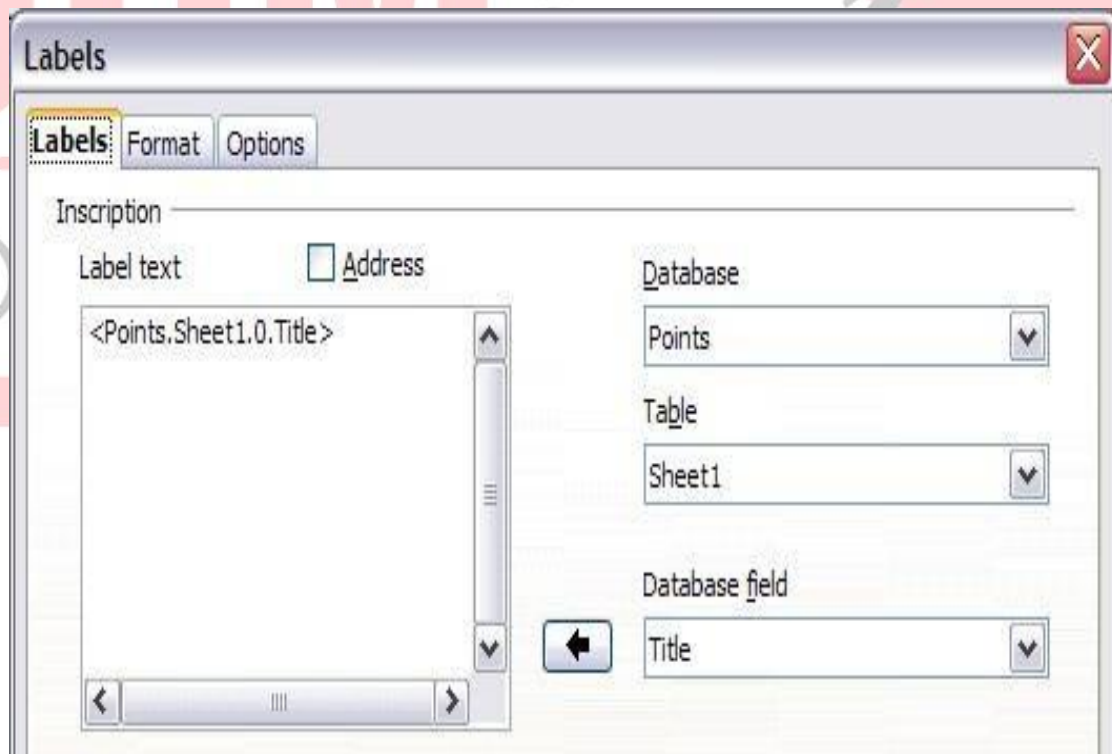 Labels
Labels Format Options
Inscription
Label text Address
<Points.Sheet1.0.Title>
Database
Points
Table
Sheet1
Database field
Title